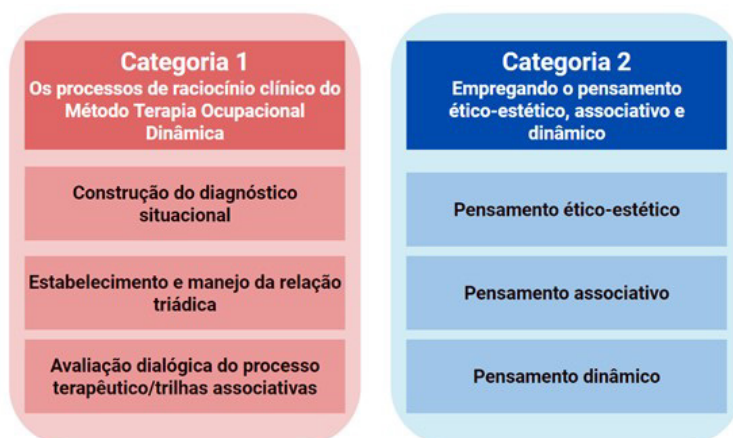 Categoria 1
Os processos de raciocínio clínico do
Método Terapia Ocupacional
Dinâmica
Construção do diagnóstico
situacional
Estabelecimento e manejo da relação
triádica
Avaliação dialógica do processo
terapêutico/trilhas associativas
Categoria 2
Empregando o pensamento
ético-estético, associativo e
dinâmico
Pensamento ético-estético
Pensamento associativo
Pensamento dinâmico